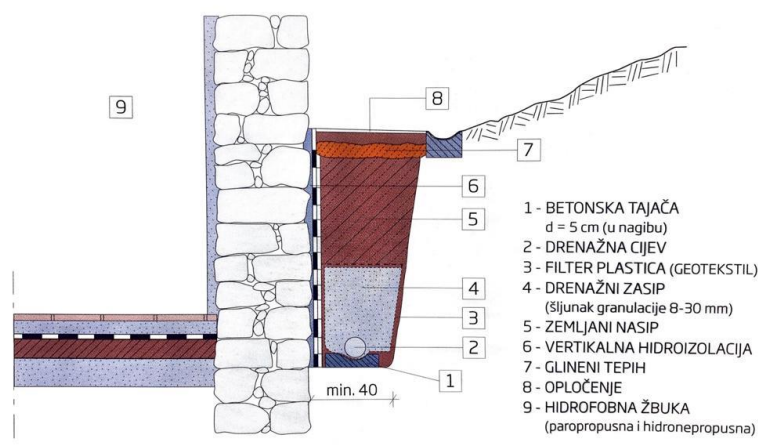 9
8
7
6
5
4
3
2
1
min. 40
1 - BETONSKA TAJAČA
d = 5 cm (u nagibu)
2 - DRENAŽNA CIJEV
3 - FILTER PLASTICA (GEOTEKSTIL)
4 - DRENAŽNI ZASIP
(šljunak granulacije 8-30 mm)
5 - ZEMLJANI NASIP
6 - VERTIKALNA HIDROIZOLACIJA
7 - GLINENI TEPIH
8 - OPLOČENJE
9 - HIDROFOBNA ŽBUKA
(paropropusna i hidronepropusna)